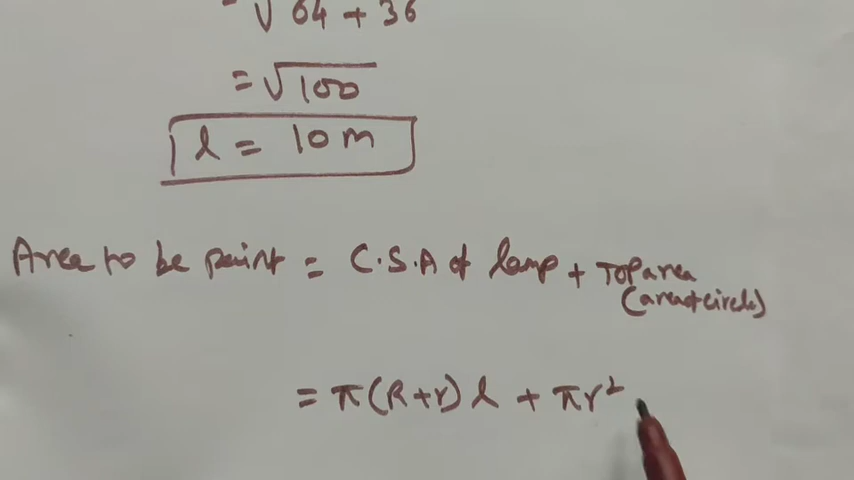 = √64 + 36
= √100
l = 10 m
Area to be paint = C.S.A of lamp + Top area
(area of circle)
= π(R+r) l + πr²